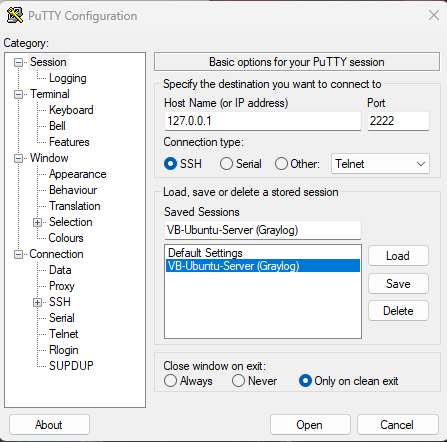 PuTTY Configuration
Category:
Session
Logging
Terminal
Keyboard
Bell
Features
Window
Appearance
Behaviour
Translation
Selection
Colours
Connection
Data
Proxy
SSH
Serial
Telnet
Rlogin
SUPDUP
Basic options for your PuTTY session
Specify the destination you want to connect to
Host Name (or IP address) Port
127.0.0.1 2222
Connection type:
SSH Serial Other: Telnet
Load, save or delete a stored session
Saved Sessions
VB-Ubuntu-Server (Graylog)
Default Settings
VB-Ubuntu-Server (Graylog)
Load
Save
Delete
Close window on exit:
Always Never Only on clean exit
About Open Cancel